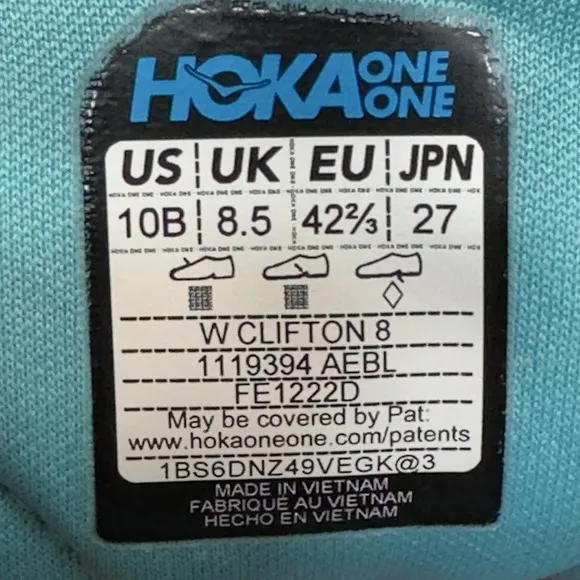 HOKA ONE ONE
US UK EU JPN
10B 8.5 42⅔ 27
W CLIFTON 8
1119394 AEBL
FE1222D
May be covered by Pat:
www.hokaoneone.com/patents
1BS6DNZ49VEGK@3
MADE IN VIETNAM
FABRIQUÉ AU VIETNAM
HECHO EN VIETNAM